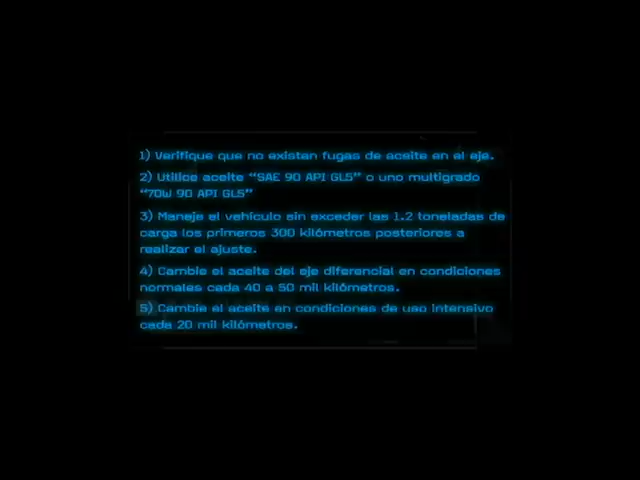 1) Verifique que no existan fugas de aceite en el eje.
2) Utilice aceite "SAE 90 API GL5" o uno multigrado
"70W 90 API GL5"
3) Maneje el vehículo sin exceder las 1.2 toneladas de
carga los primeros 300 kilómetros posteriores a
realizar el ajuste.
4) Cambie el aceite del eje diferencial en condiciones
normales cada 40 a 50 mil kilómetros.
5) Cambie el aceite en condiciones de uso intensivo
cada 20 mil kilómetros.